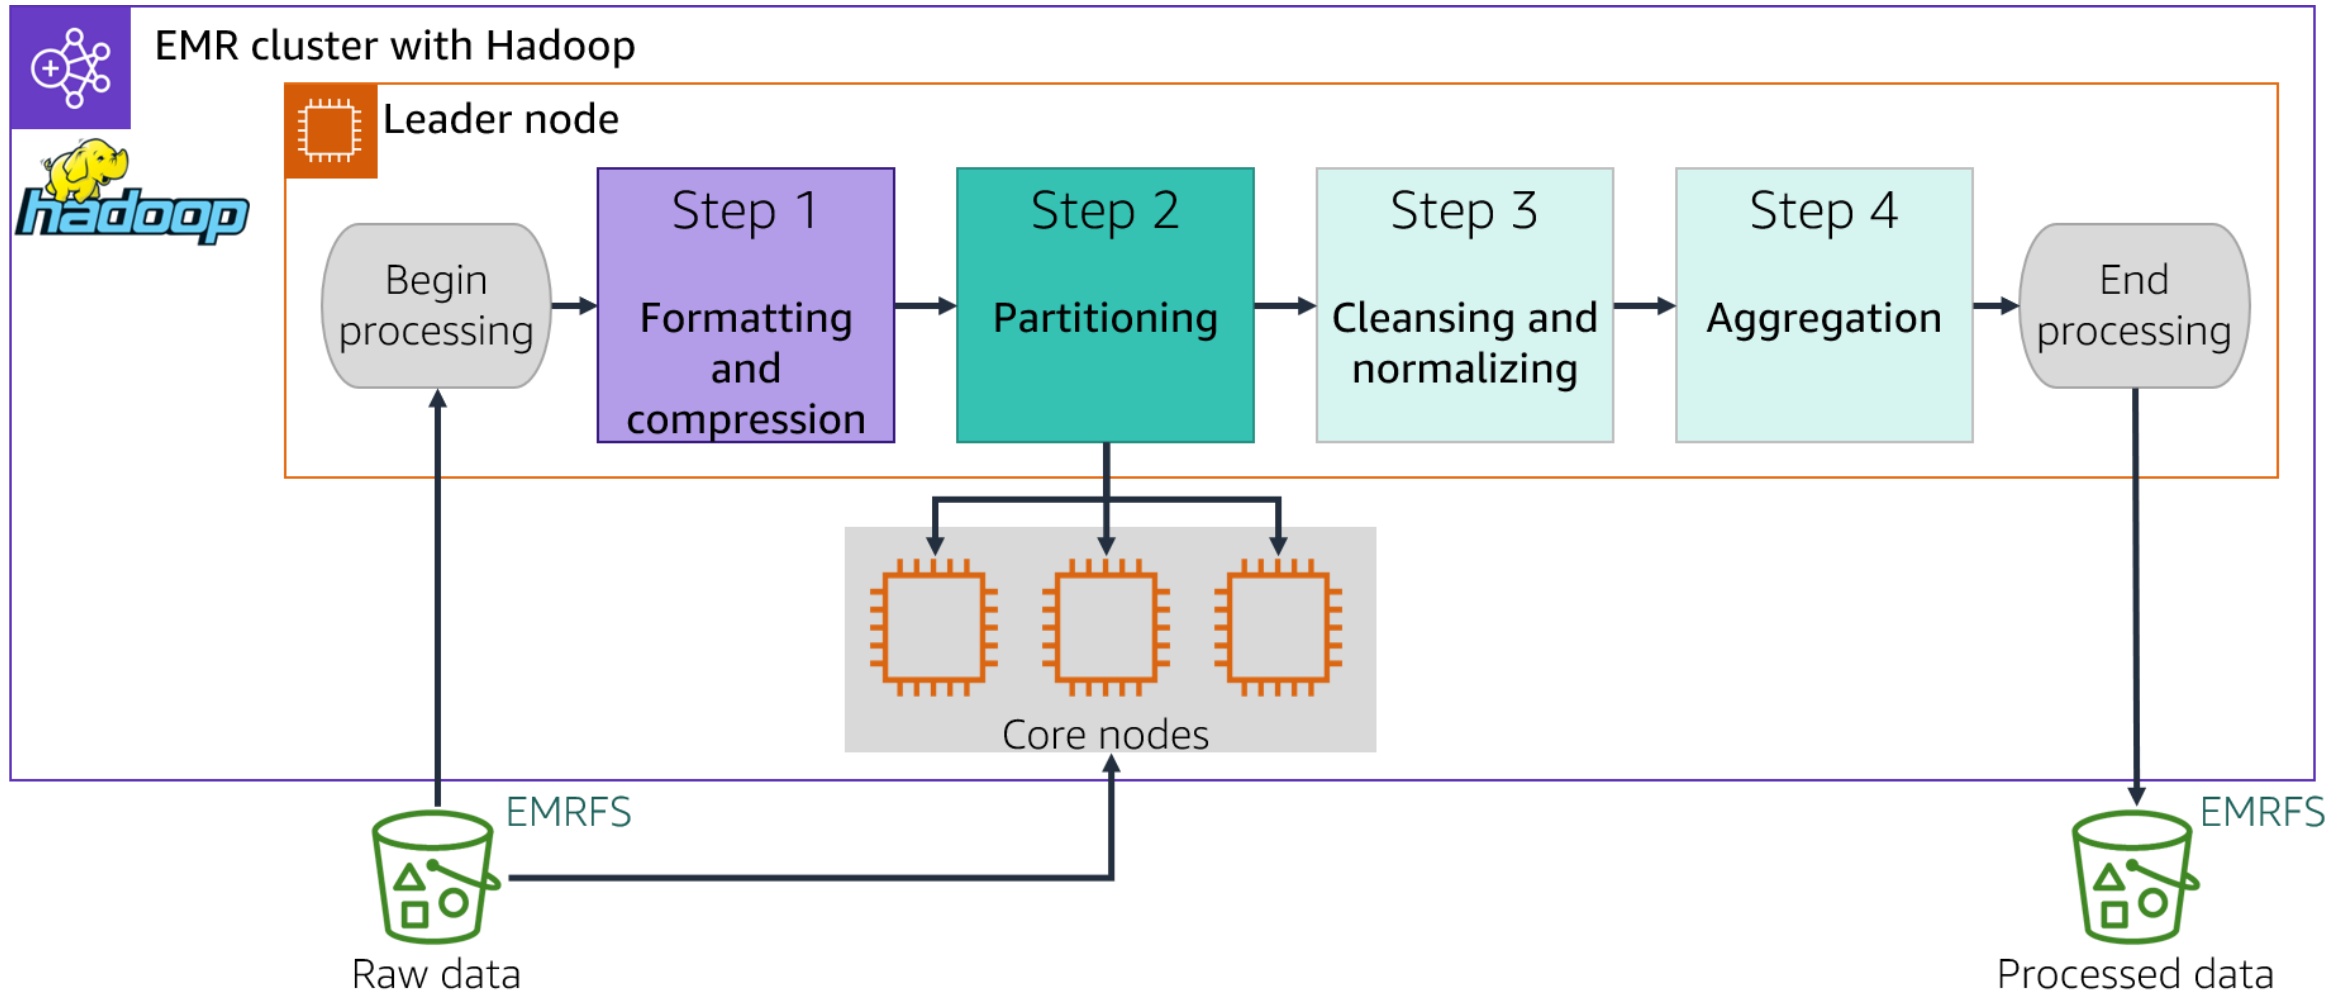 EMR cluster with Hadoop
hadoop
Leader node
Begin
processing
Step 1
Formatting
and
compression
Step 2
Partitioning
Step 3
Cleansing and
normalizing
Step 4
Aggregation
End
processing
Core nodes
EMRFS
Raw data
EMRFS
Processed data